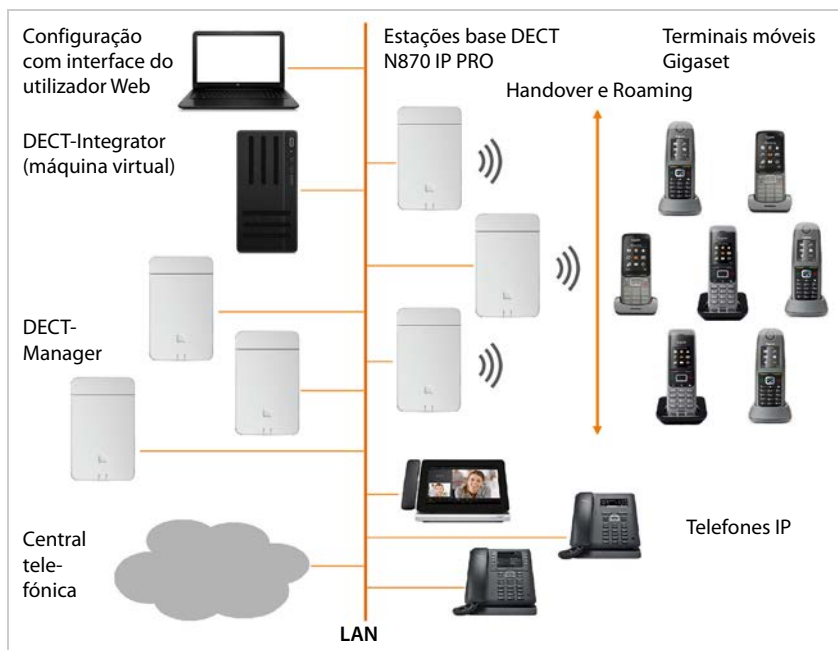 Configuração
com interface do
utilizador Web
Estações base DECT
N870 IP PRO
Terminais móveis
Gigaset
Handover e Roaming
DECT-Integrator
(máquina virtual)
DECT-
Manager
Central
tele-
fónica
Telefones IP
LAN